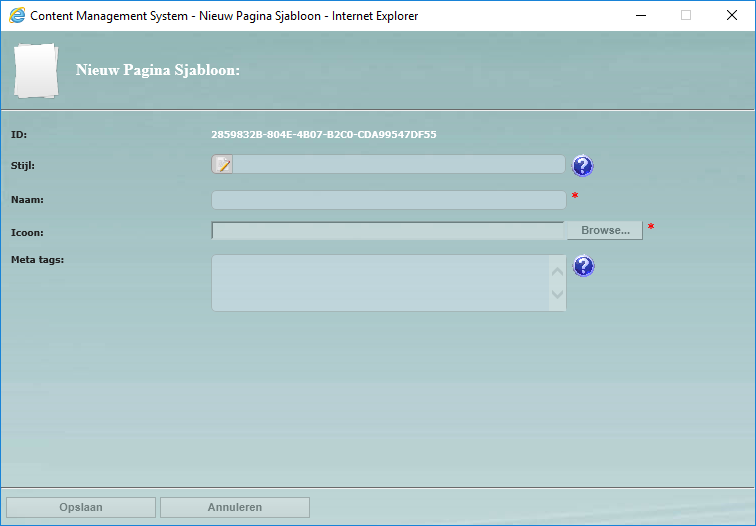 Content Management System - Nieuw Pagina Sjabloon - Internet Explorer
Nieuw Pagina Sjabloon:
ID: 2859832B-804E-4B07-B2C0-CDA99547DF55
Stijl: ?
Naam: *
Icoon: Browse... *
Meta tags: ?
Opslaan Annuleren